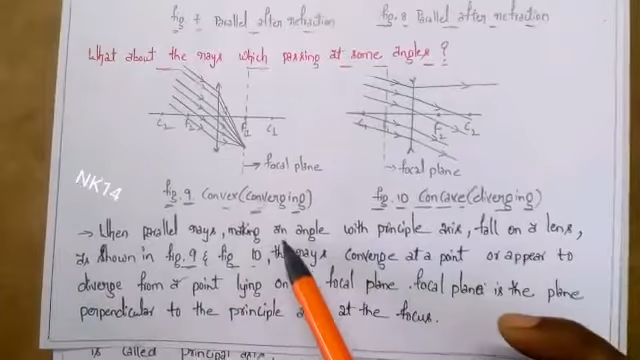 fig 7 Parallel after refraction
fig.8 Parallel after refraction
What about the rays which passing at some angles ?
C2 F2 F1 C1
C1 F2 C2
→ focal plane
→ focal plane
NK14
fig.9 Convex (Converging)
fig.10 Concave (diverging)
→ When parallel rays, making an angle with principle axis, fall on a lens,
as shown in fig.9 & fig 10, the rays converge at a point or appear to
diverge from a point lying on focal plane. focal plane is the plane
perpendicular to the principle at the focus.
is called principal axis.